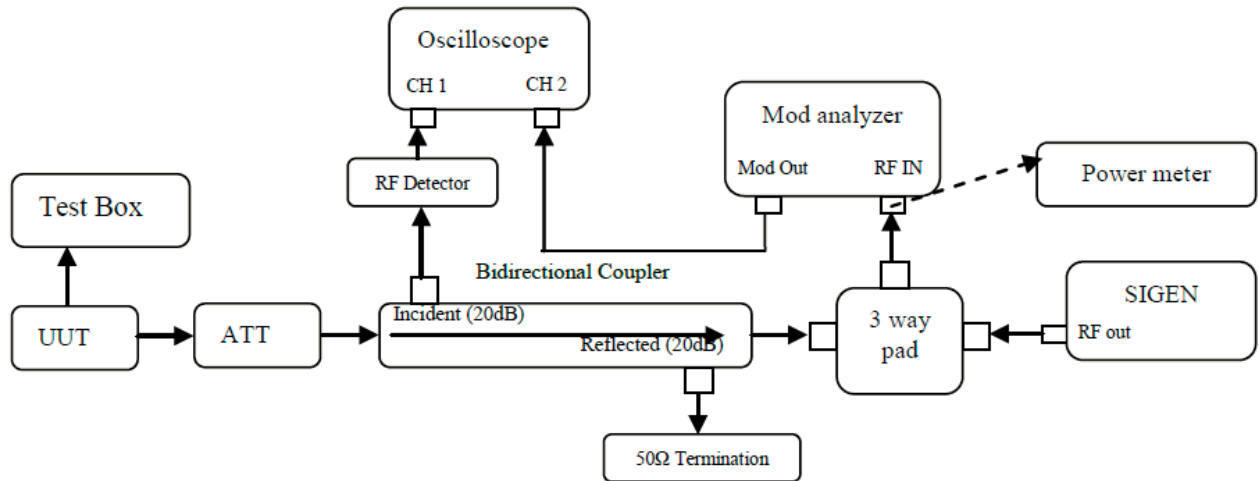 Oscilloscope
CH 1
CH 2
Mod analyzer
Mod Out
RF IN
Power meter
RF Detector
Test Box
Bidirectional Coupler
UUT
ATT
Incident (20dB)
Reflected (20dB)
3 way
pad
SIGEN
RF out
50Ω Termination